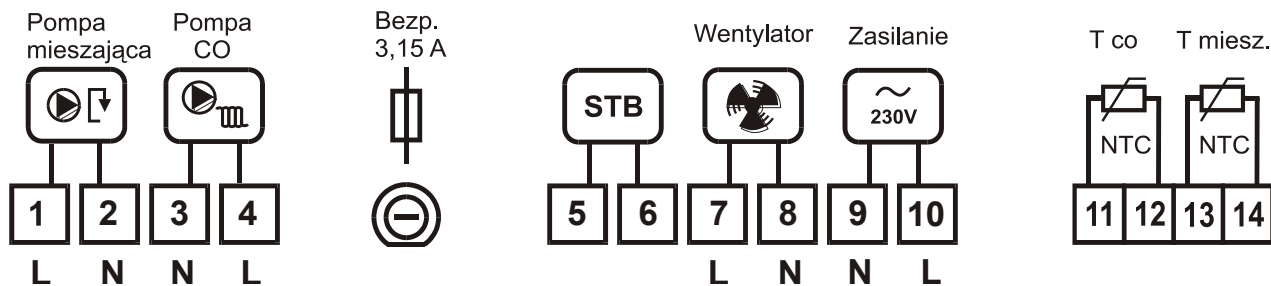 Pompa mieszająca
Pompa CO
Bezp. 3,15 A
Wentylator
Zasilanie
T co
T miesz.
STB
230V
NTC
NTC
1 2 3 4 5 6 7 8 9 10 11 12 13 14
L N N L L N N L